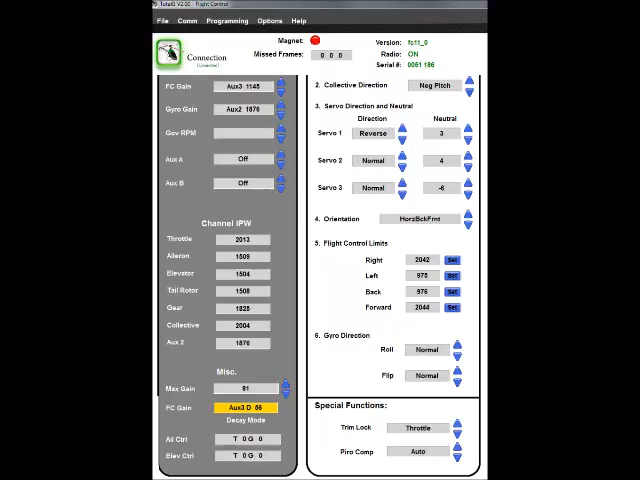 TotalQ V2.00 - Flight Control
File Comm Programming Options Help
Magnet:
Missed Frames: 0 0 0
Version: fc11_0
Radio: ON
Serial#: 0051 186
Connection
(Connected)
FC Gain Aux3 1145
Gyro Gain Aux2 1876
Gov RPM
Aux A Off
Aux B Off
Channel IPW
Throttle 2013
Aileron 1509
Elevator 1504
Tail Rotor 1508
Gear 1825
Collective 2004
Aux 2 1876
Misc.
Max Gain 81
FC Gain Aux3 D 56
Decay Mode
Ail Ctrl T 0 G 0
Elev Ctrl T 0 G 0
2. Collective Direction Neg Pitch
3. Servo Direction and Neutral
Direction Neutral
Servo 1 Reverse 3
Servo 2 Normal 4
Servo 3 Normal -6
4. Orientation HorzBckFrnt
5. Flight Control Limits
Right 2042 Set
Left 975 Set
Back 976 Set
Forward 2044 Set
6. Gyro Direction
Roll Normal
Flip Normal
Special Functions:
Trim Lock Throttle
Piro Comp Auto